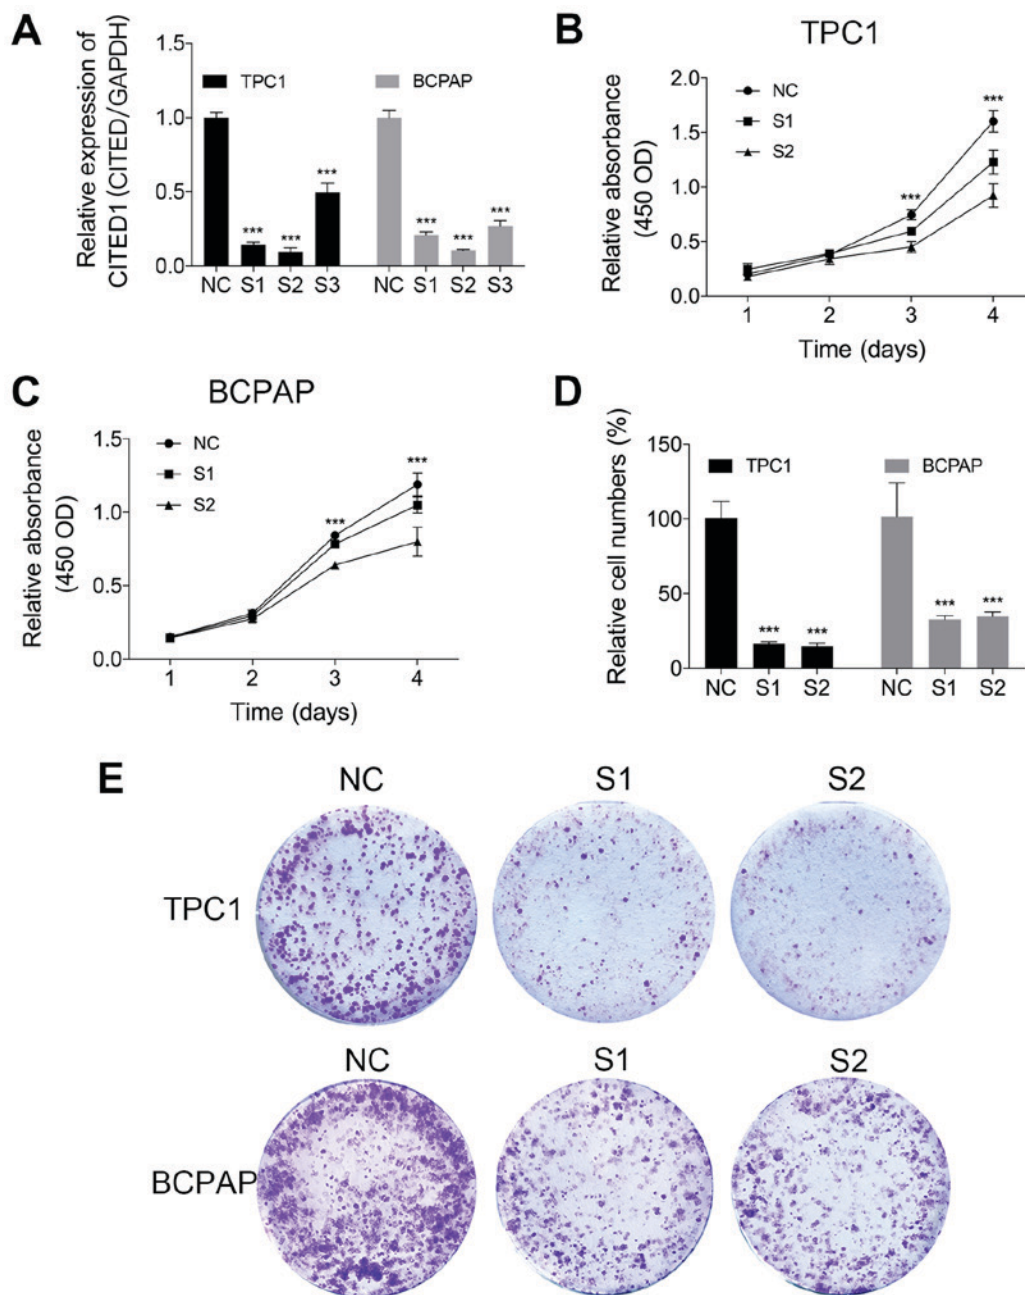 A
Relative expression of
CITED1 (CITED/GAPDH)
1.5
1.0
0.5
0.0
TPC1
BCPAP
***
***
***
***
***
***
NC S1 S2 S3 NC S1 S2 S3
B
TPC1
Relative absorbance
(450 OD)
2.0
1.5
1.0
0.5
0.0
NC
S1
S2
***
***
1 2 3 4
Time (days)
C
BCPAP
Relative absorbance
(450 OD)
1.5
1.0
0.5
0.0
NC
S1
S2
***
***
1 2 3 4
Time (days)
D
Relative cell numbers (%)
150
100
50
0
TPC1
BCPAP
***
***
***
***
NC S1 S2 NC S1 S2
E
NC S1 S2
TPC1
NC S1 S2
BCPAP